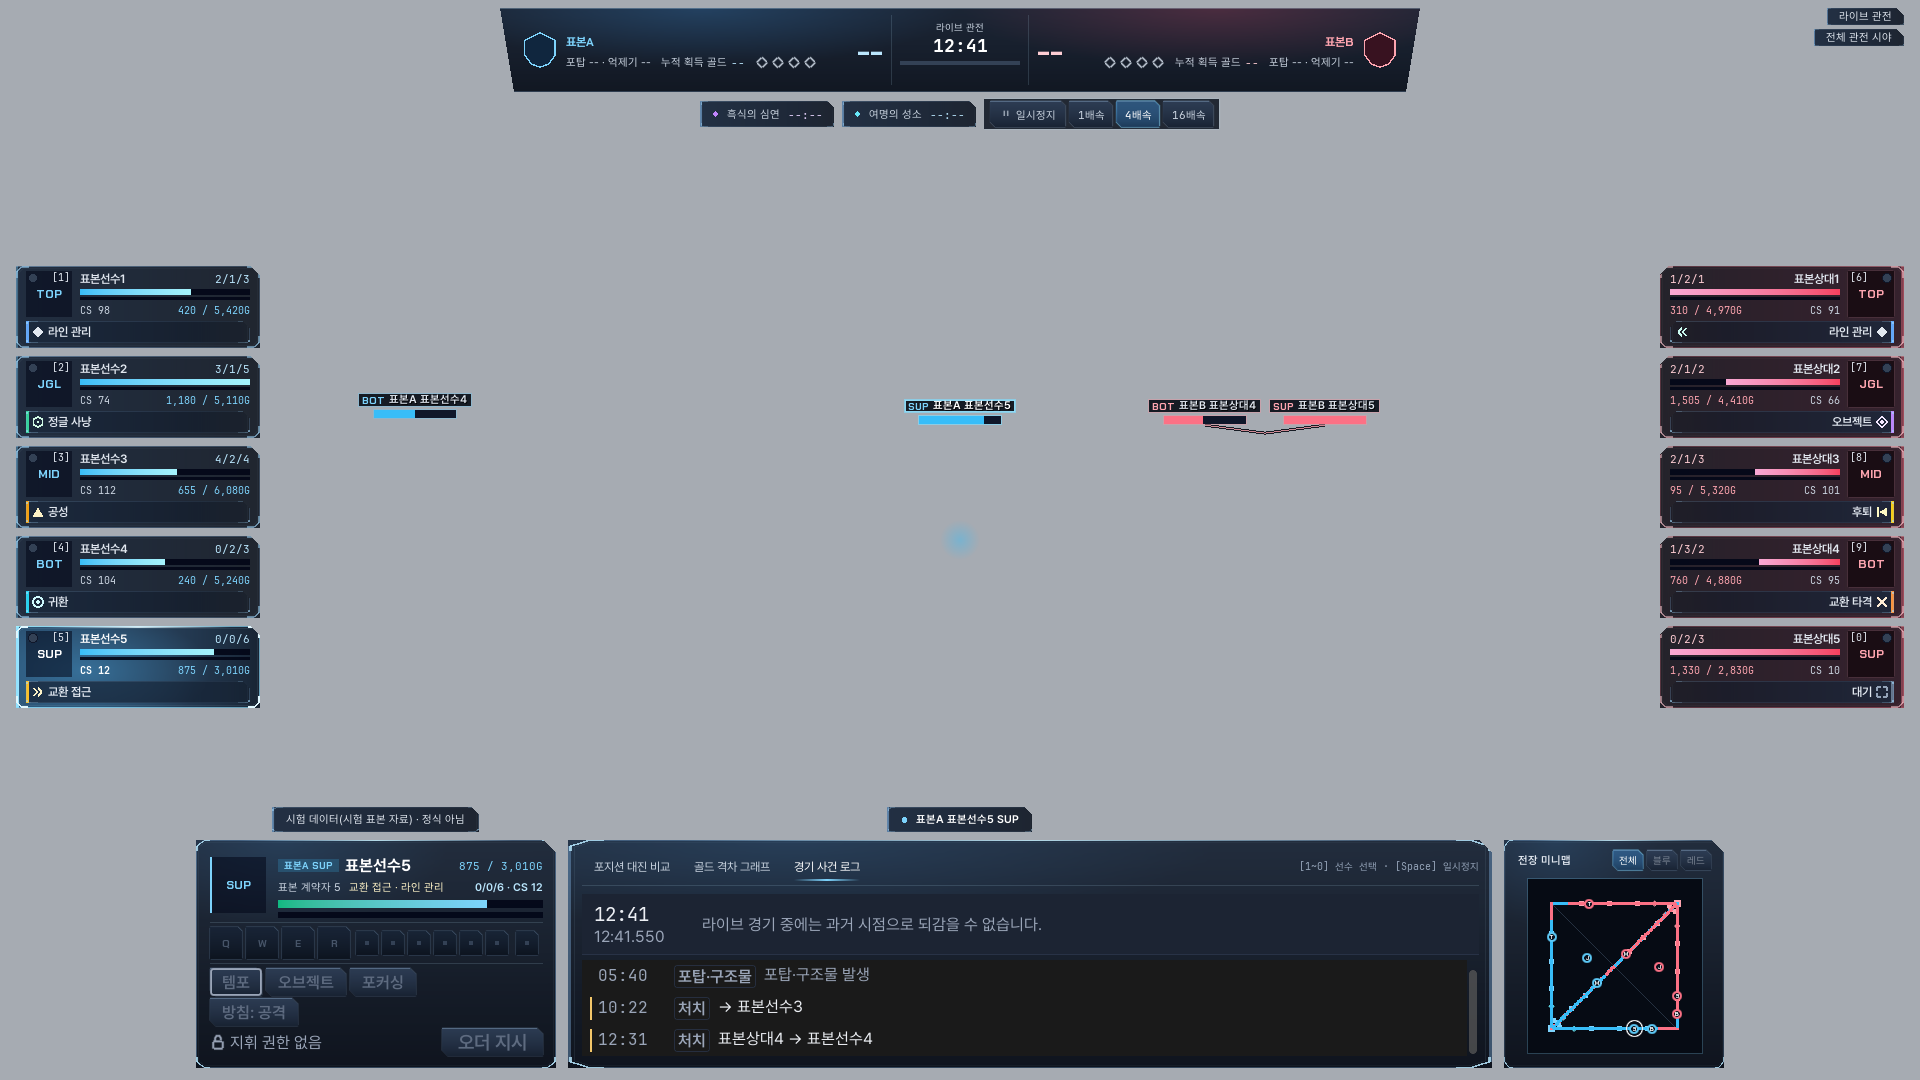 라이브 관전
전체 관전 시야
표본A
포탑 -- · 억제기 -- 누적 획득 골드 --
--
라이브 관전
12:41
--
표본B
누적 획득 골드 -- 포탑 -- · 억제기 --
흑식의 심연 --:--
여명의 성소 --:--
일시정지 1배속 4배속 16배속
[1] TOP 표본선수1 2/1/3
CS 98 420 / 5,420G
라인 관리
[2] JGL 표본선수2 3/1/5
CS 74 1,180 / 5,110G
정글 사냥
[3] MID 표본선수3 4/2/4
CS 112 655 / 6,080G
공성
[4] BOT 표본선수4 0/2/3
CS 104 240 / 5,240G
귀환
[5] SUP 표본선수5 0/0/6
CS 12 875 / 3,010G
교환 접근
BOT 표본A 표본선수4
SUP 표본A 표본선수5
BOT 표본B 표본상대4
SUP 표본B 표본상대5
1/2/1 표본상대1 [6] TOP
310 / 4,970G CS 91
라인 관리
2/1/2 표본상대2 [7] JGL
1,505 / 4,410G CS 66
오브젝트
2/1/3 표본상대3 [8] MID
95 / 5,320G CS 101
후퇴
1/3/2 표본상대4 [9] BOT
760 / 4,880G CS 95
교환 타격
0/2/3 표본상대5 [0] SUP
1,330 / 2,830G CS 10
대기
시험 데이터(시험 표본 자료) · 정식 아님
표본A 표본선수5 SUP
SUP
표본A SUP 표본선수5 875 / 3,010G
표본 계약자 5 교환 접근 · 라인 관리 0/0/6 · CS 12
Q W E R
템포 오브젝트 포커싱
방침: 공격
지휘 권한 없음
오더 지시
포지션 대진 비교 골드 격차 그래프 경기 사건 로그
[1~0] 선수 선택 · [Space] 일시정지
12:41
12:41.550
라이브 경기 중에는 과거 시점으로 되감을 수 없습니다.
05:40 포탑·구조물 포탑·구조물 발생
10:22 처치 → 표본선수3
12:31 처치 표본상대4 → 표본선수4
전장 미니맵
전체 블루 레드